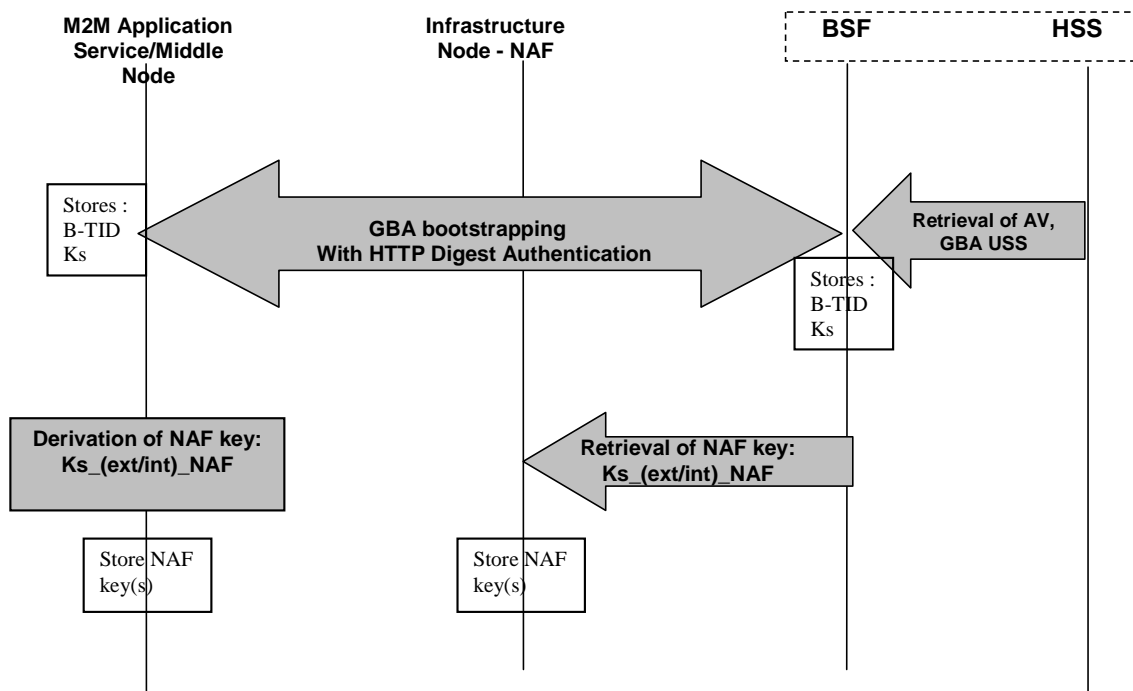 M2M Application
Service/Middle
Node
Infrastructure
Node - NAF
BSF
HSS
Stores :
B-TID
Ks
GBA bootstrapping
With HTTP Digest Authentication
Retrieval of AV,
GBA USS
Stores :
B-TID
Ks
Derivation of NAF key:
Ks_(ext/int)_NAF
Retrieval of NAF key:
Ks_(ext/int)_NAF
Store NAF
key(s)
Store NAF
key(s)